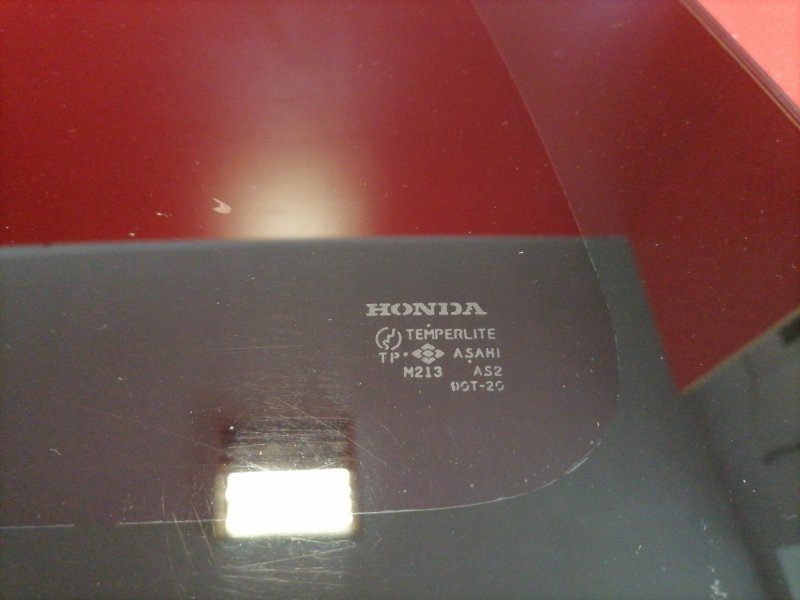 HONDA
TEMPERLITE
TP ASAHI
M213 AS2
DOT-20